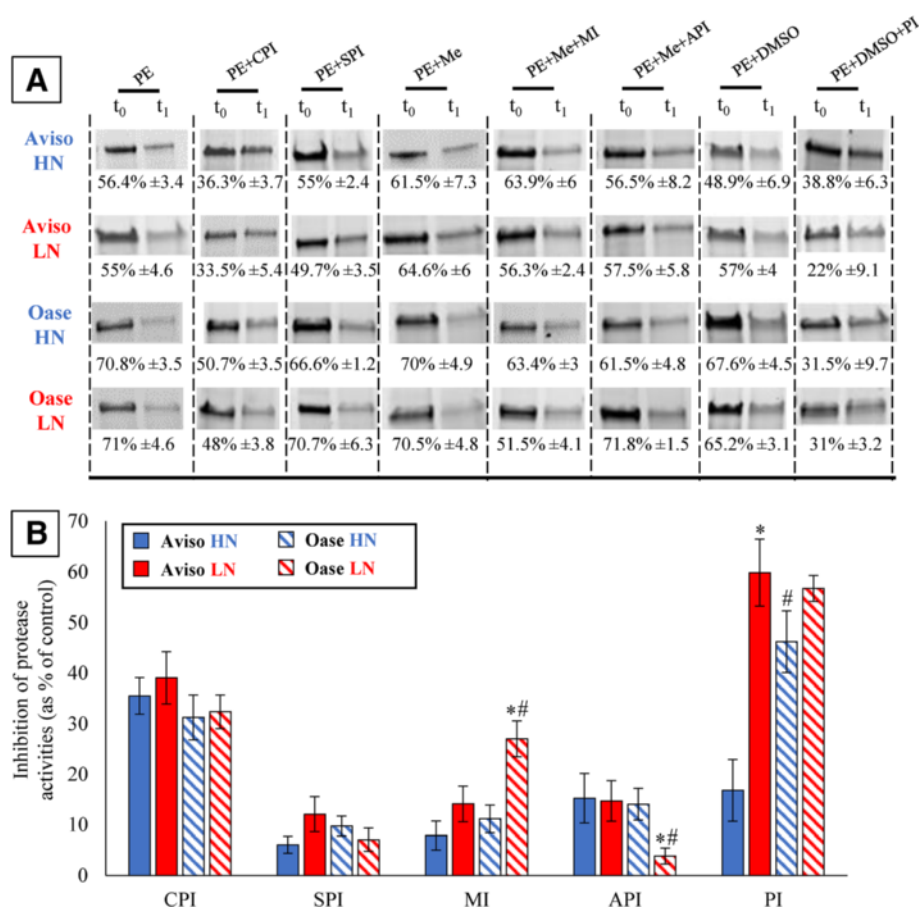 A
PE PE+CPI PE+SPI PE+Me PE+Me+MI PE+Me+API PE+DMSO PE+DMSO+PI
t0 t1 t0 t1 t0 t1 t0 t1 t0 t1 t0 t1 t0 t1 t0 t1
Aviso HN
56.4% ±3.4 36.3% ±3.7 55% ±2.4 61.5% ±7.3 63.9% ±6 56.5% ±8.2 48.9% ±6.9 38.8% ±6.3
Aviso LN
55% ±4.6 33.5% ±5.4 49.7% ±3.5 64.6% ±6 56.3% ±2.4 57.5% ±5.8 57% ±4 22% ±9.1
Oase HN
70.8% ±3.5 50.7% ±3.5 66.6% ±1.2 70% ±4.9 63.4% ±3 61.5% ±4.8 67.6% ±4.5 31.5% ±9.7
Oase LN
71% ±4.6 48% ±3.8 70.7% ±6.3 70.5% ±4.8 51.5% ±4.1 71.8% ±1.5 65.2% ±3.1 31% ±3.2
B
Inhibition of protease
activities (as % of control)
70
60
50
40
30
20
10
0
Aviso HN Oase HN
Aviso LN Oase LN
*# *# * #
CPI SPI MI API PI